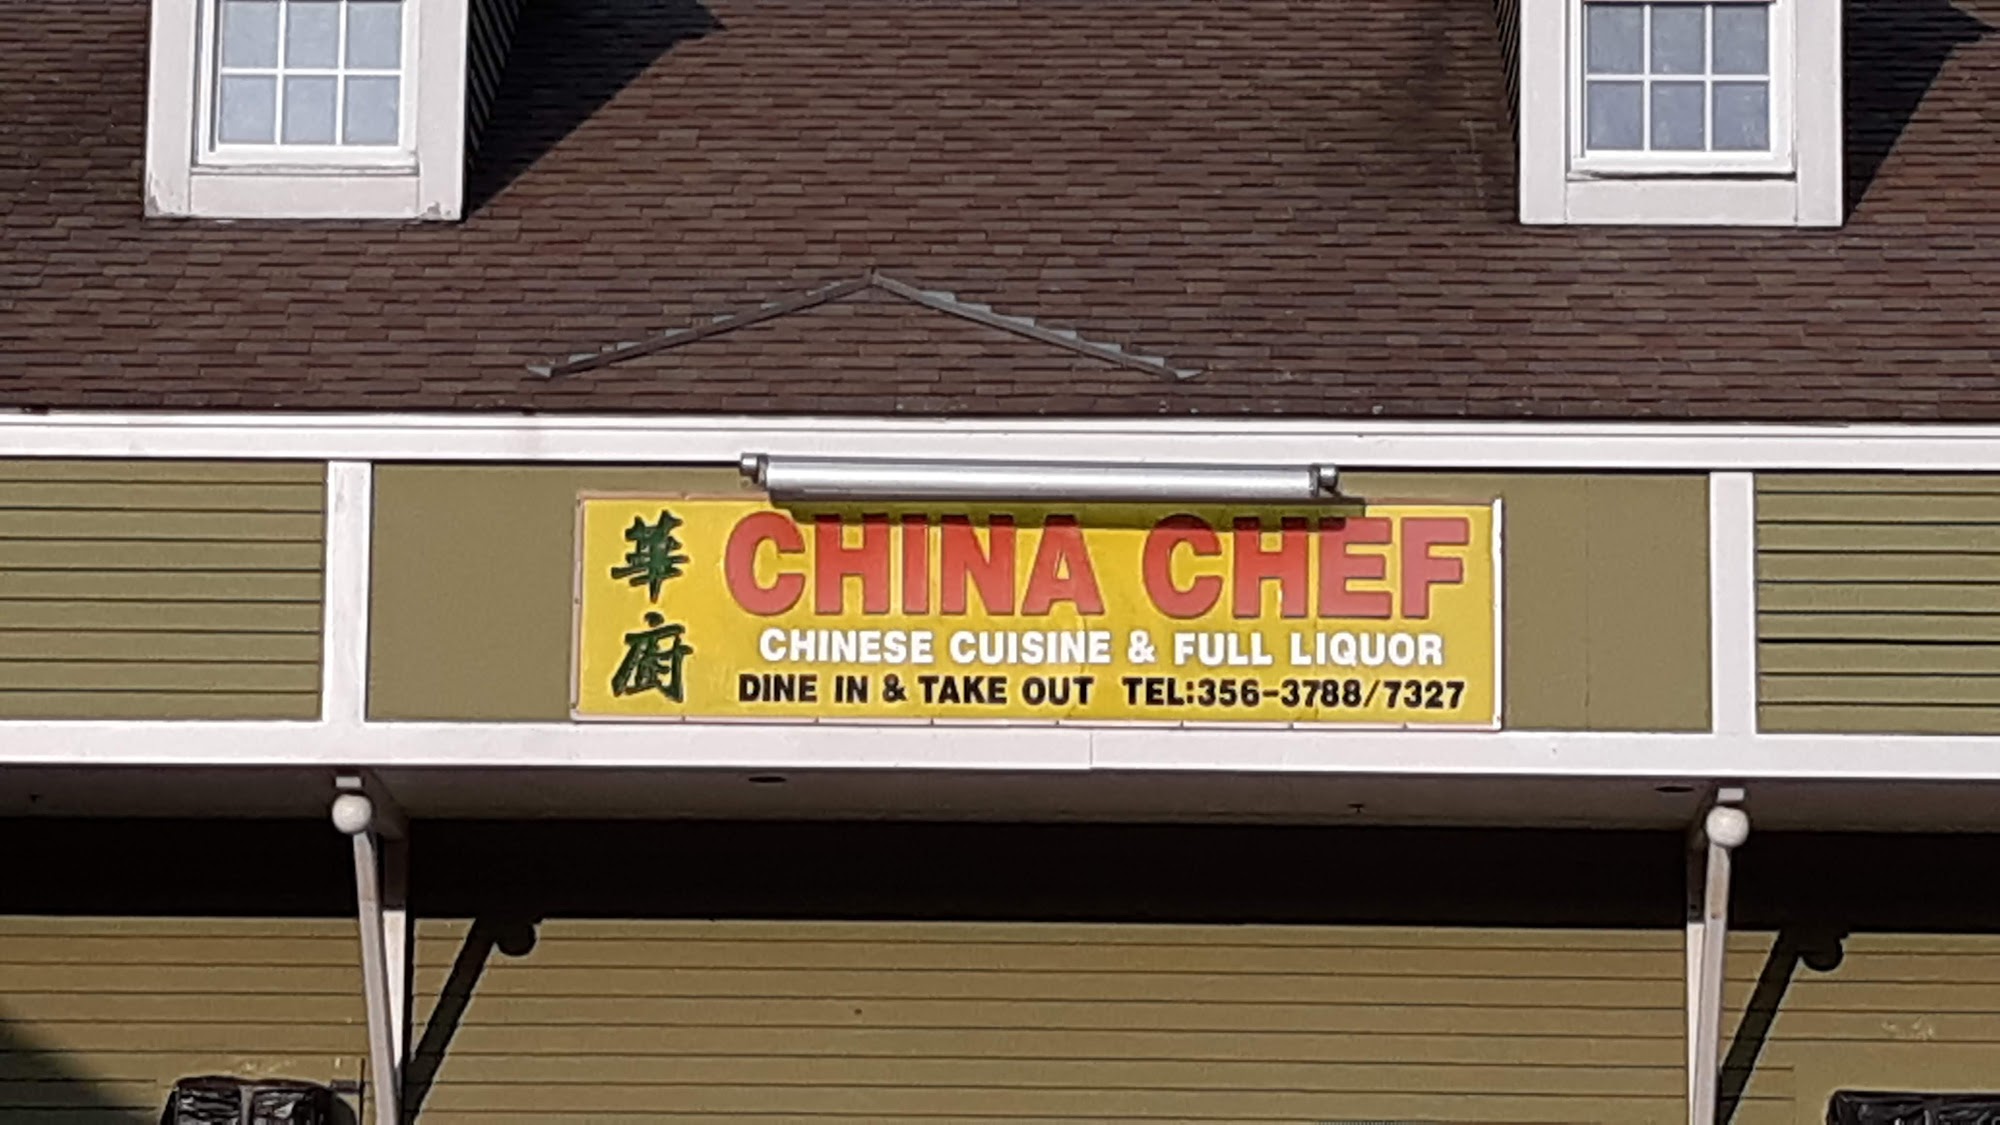 華廚
CHINA CHEF
CHINESE CUISINE & FULL LIQUOR
DINE IN & TAKE OUT TEL:356-3788/7327